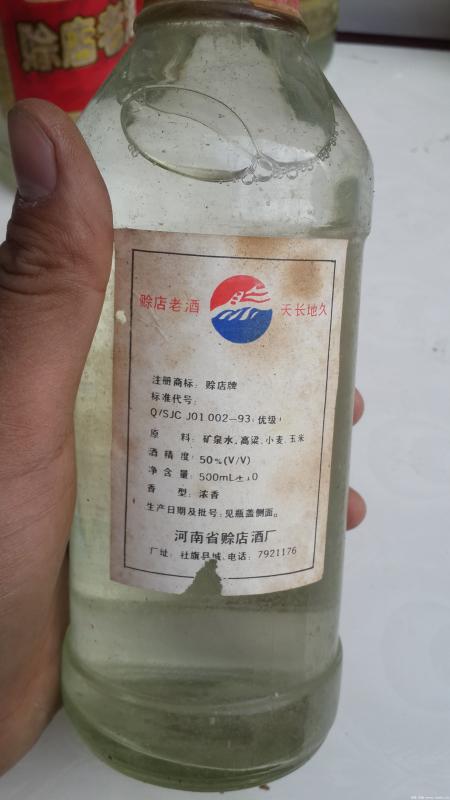 赊店老
赊店老酒 天长地久
注册商标：赊店牌
标准代号：
Q/SJC J01 002-93 优级
原 料：矿泉水、高粱、小麦、玉米
酒 精 度：50%(V/V)
净 含 量：500mL±10
香 型：浓香
生产日期及批号：见瓶盖侧面。
河南省赊店酒厂
厂址：社旗县城 电话：7921176